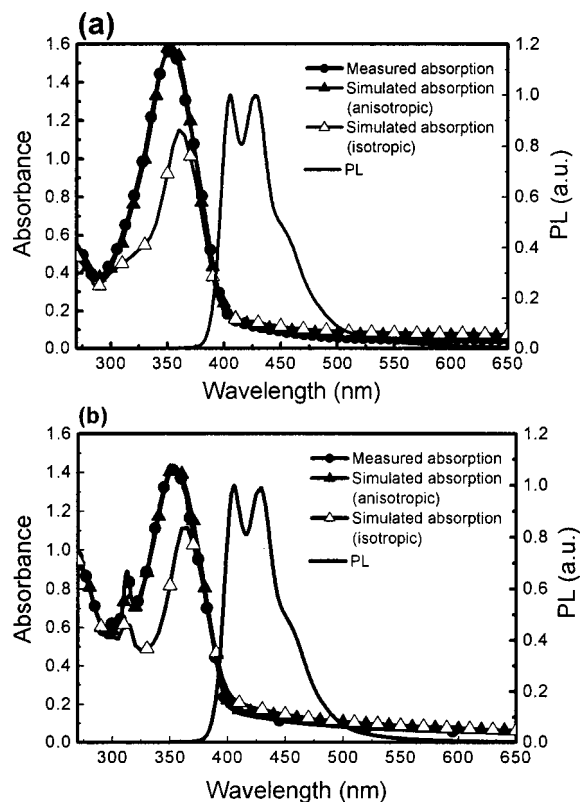 (a)
1.6
1.4
1.2
1.0
0.8
0.6
0.4
0.2
0.0
Absorbance
Measured absorption
Simulated absorption
(anisotropic)
Simulated absorption
(isotropic)
PL
1.2
1.0
0.8
0.6
0.4
0.2
0.0
PL (a.u.)
300 350 400 450 500 550 600 650
Wavelength (nm)
(b)
1.6
1.4
1.2
1.0
0.8
0.6
0.4
0.2
0.0
Absorbance
Measured absorption
Simulated absorption
(anisotropic)
Simulated absorption
(isotropic)
PL
1.2
1.0
0.8
0.6
0.4
0.2
0.0
PL (a.u.)
300 350 400 450 500 550 600 650
Wavelength (nm)